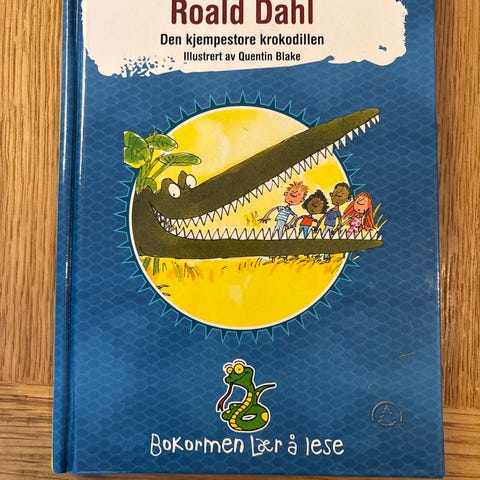 Roald Dahl
Den kjempestore krokodillen
Illustrert av Quentin Blake
Bokormen Lær å lese